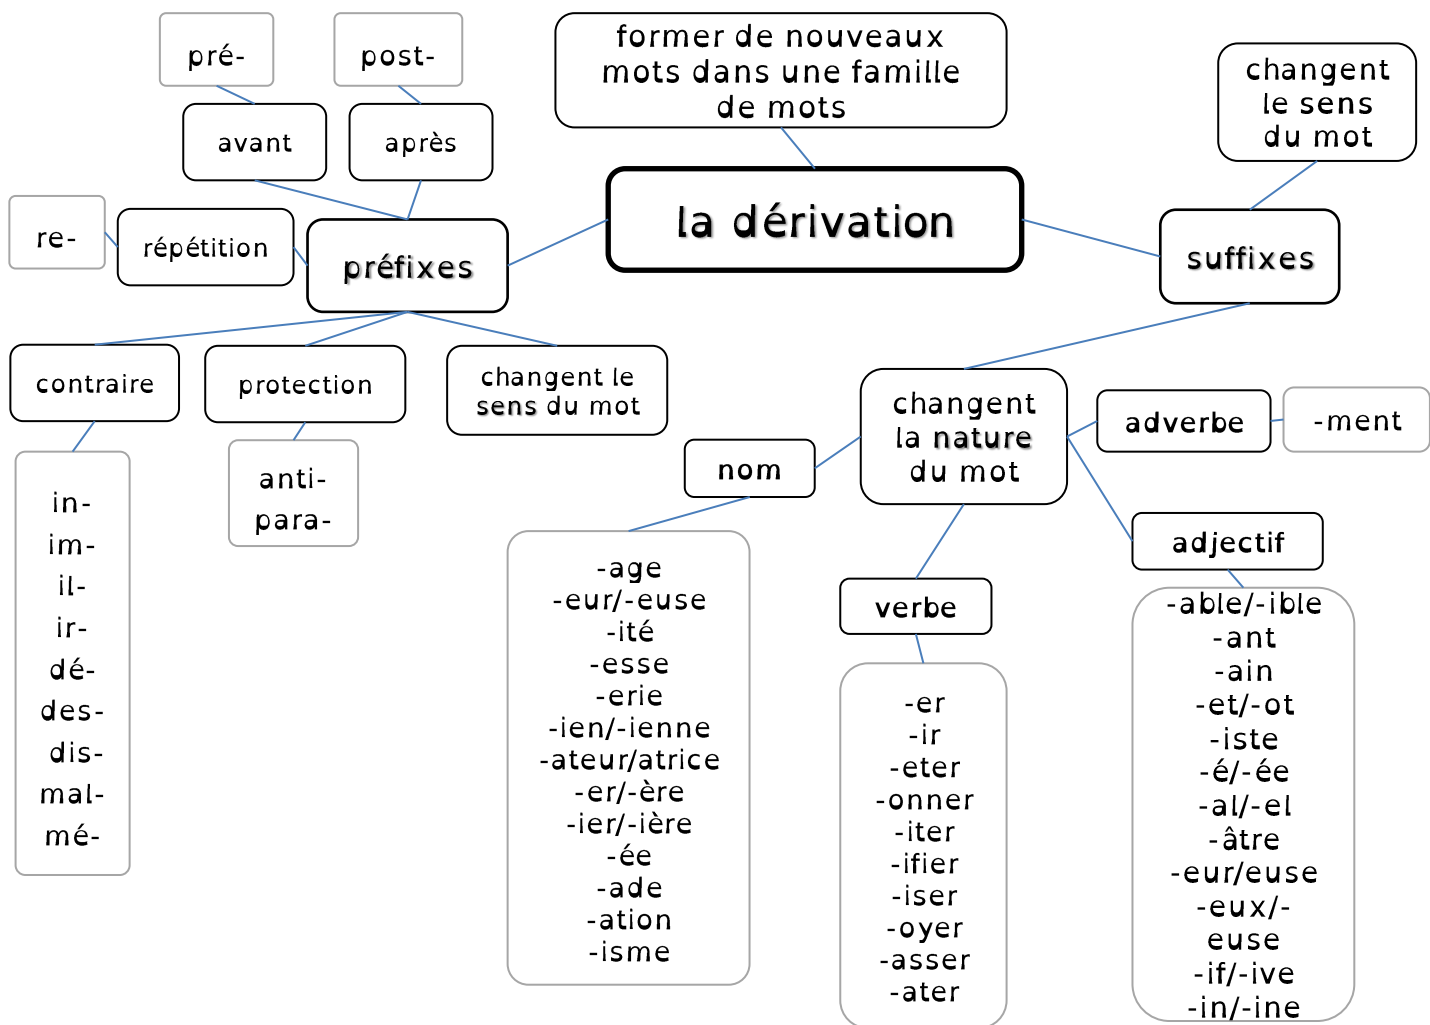 former de nouveaux
mots dans une famille
de mots
la dérivation
pré-
avant
post-
après
re-
répétition
préfixes
contraire
in-
im-
il-
ir-
dé-
des-
dis-
mal-
mé-
protection
anti-
para-
changent le
sens du mot
suffixes
changent
le sens
du mot
changent
la nature
du mot
nom
-age
-eur/-euse
-ité
-esse
-erie
-ien/-ienne
-ateur/atrice
-er/-ère
-ier/-ière
-ée
-ade
-ation
-isme
verbe
-er
-ir
-eter
-onner
-iter
-ifier
-iser
-oyer
-asser
-ater
adverbe
-ment
adjectif
-able/-ible
-ant
-ain
-et/-ot
-iste
-é/-ée
-al/-el
-âtre
-eur/euse
-eux/-
euse
-if/-ive
-in/-ine